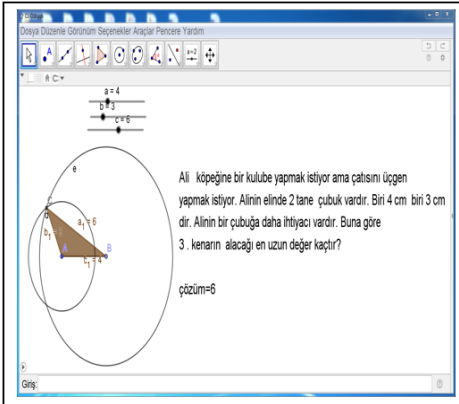 Dosya Düzenle Görünüm Seçenekler Araçlar Pencere Yardım
a = 4
b = 3
c = 6
e
C
a₁ = 6
b₁ = 3
A
B
c₁ = 4
Ali köpeğine bir kulube yapmak istiyor ama çatısını üçgen
yapmak istiyor. Alinin elinde 2 tane çubuk vardır. Biri 4 cm biri 3 cm
dir. Alinin bir çubuğa daha ihtiyacı vardır. Buna göre
3 . kenarın alacağı en uzun değer kaçtır?
çözüm=6
Giriş: